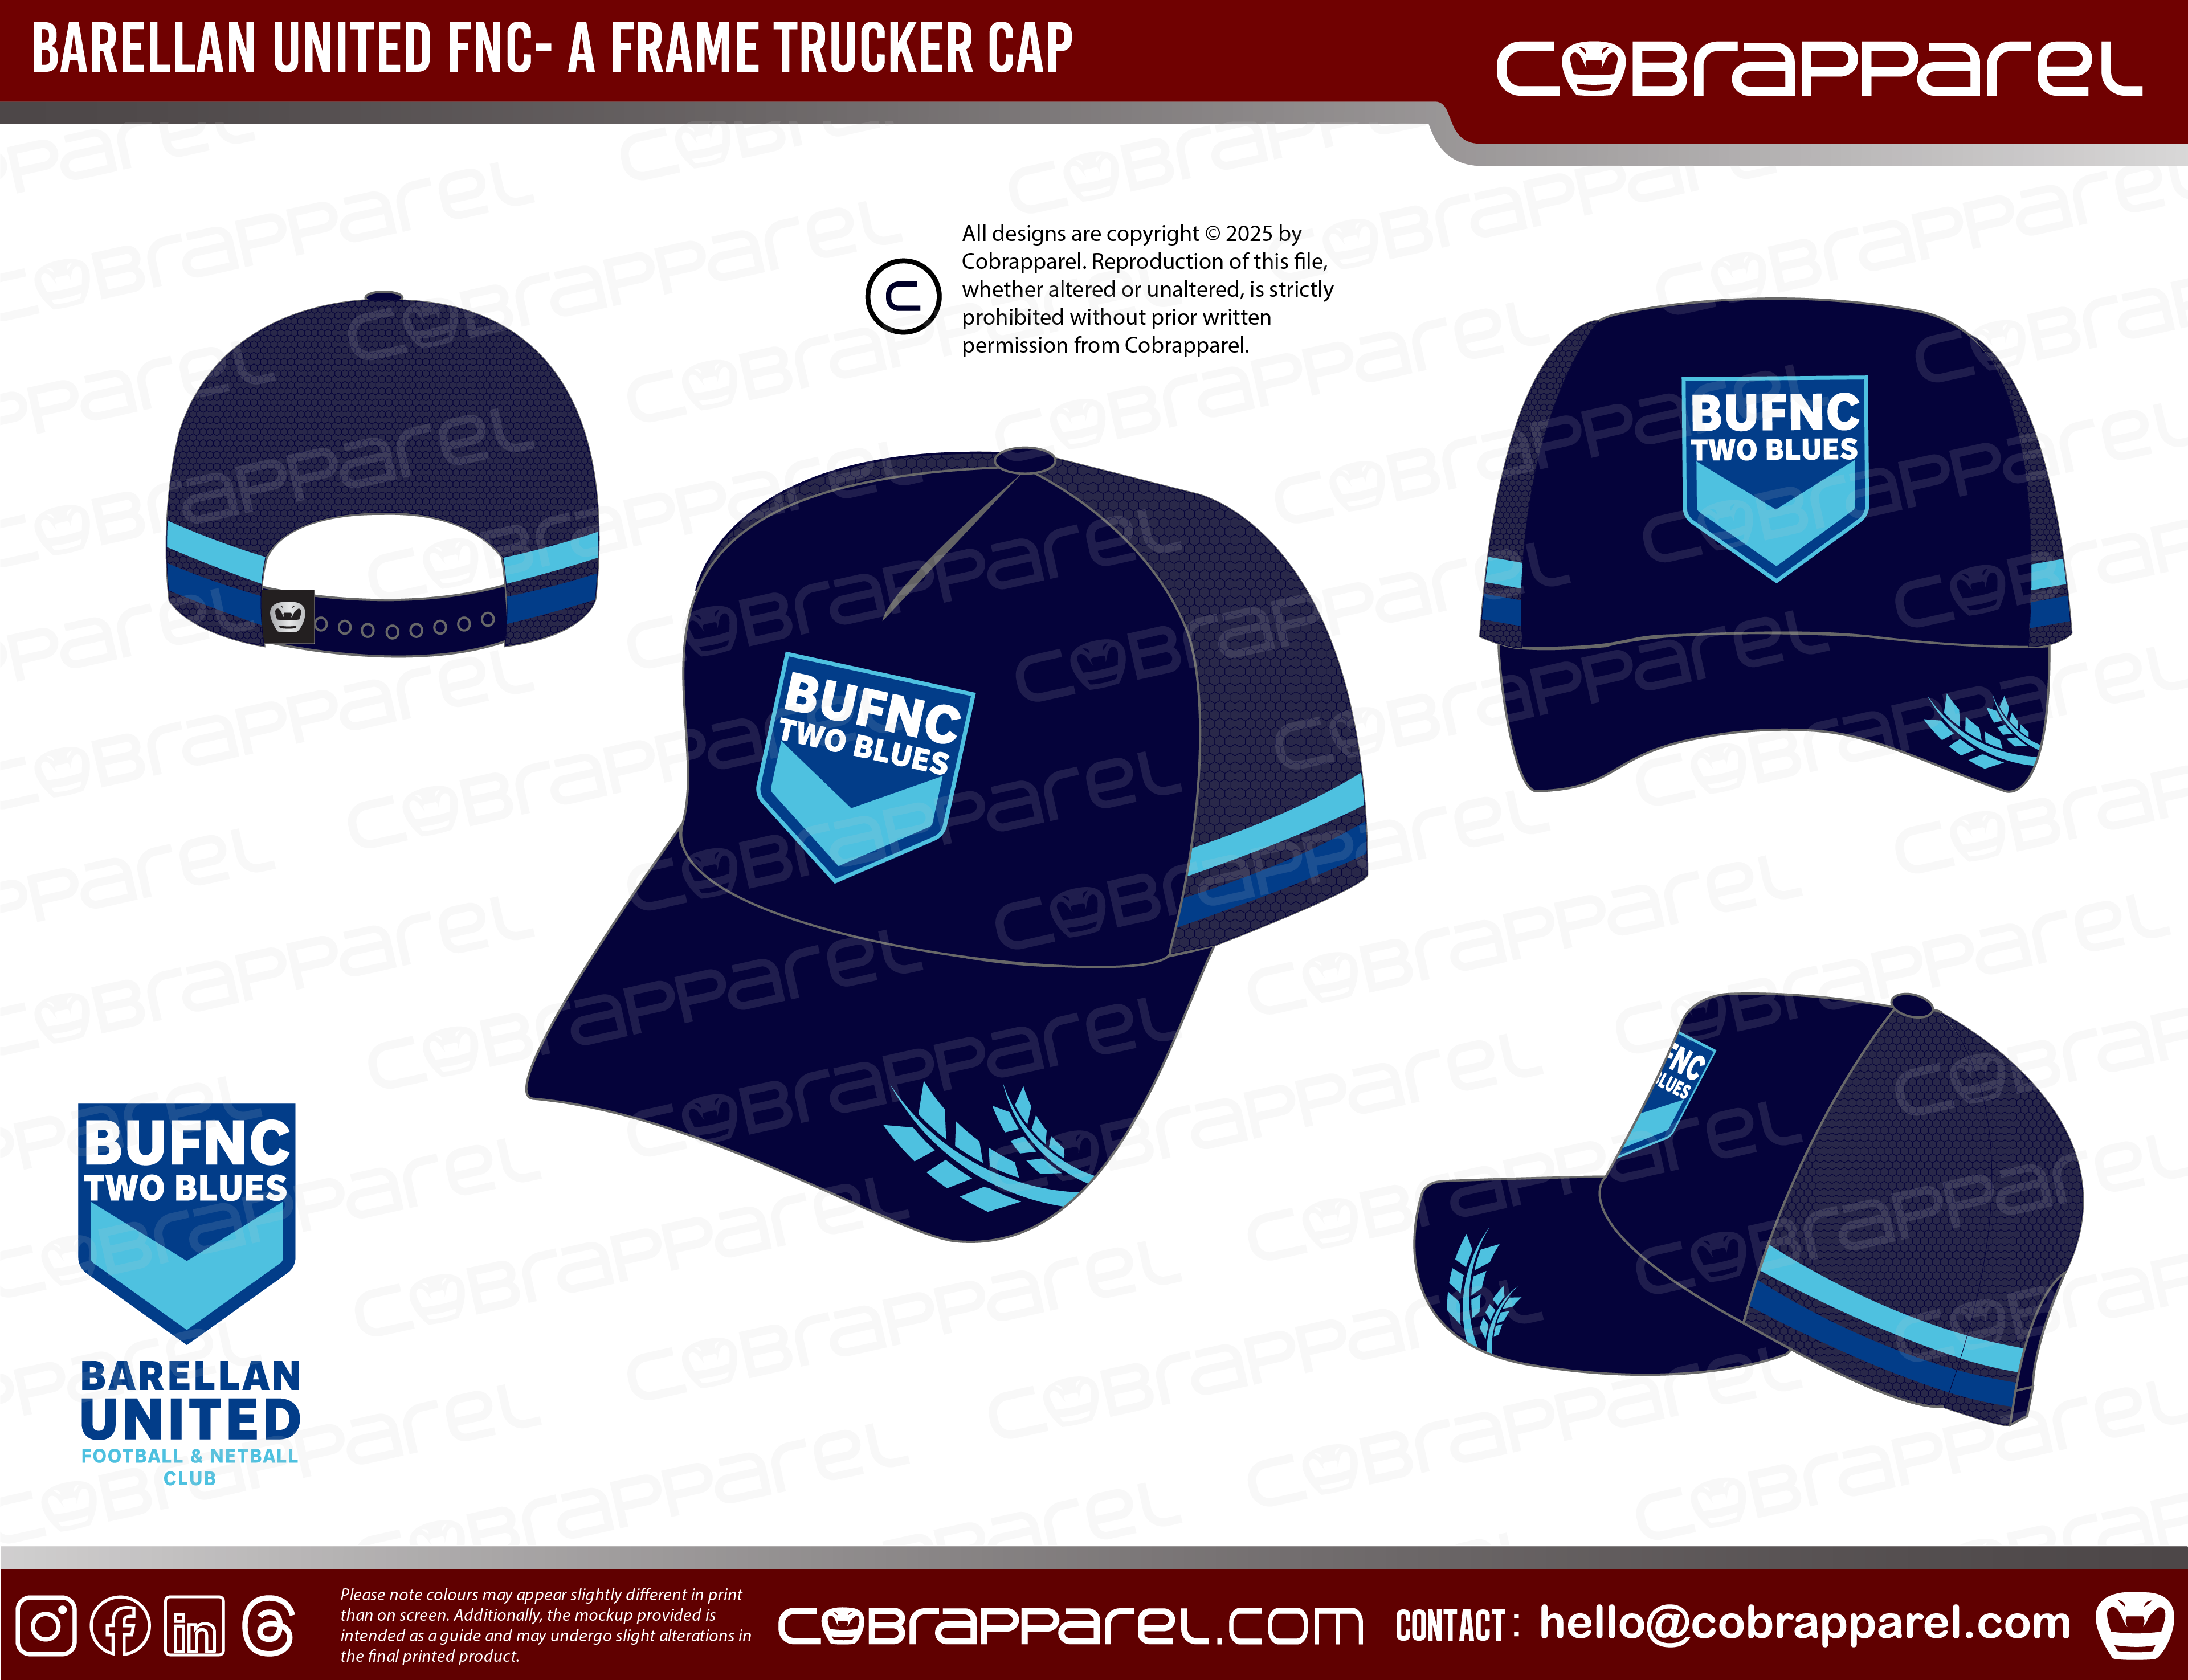 BARELLAN UNITED FNC- A FRAME TRUCKER CAP
COBRAPPAREL
All designs are copyright © 2025 by
Cobrapparel. Reproduction of this file,
whether altered or unaltered, is strictly
prohibited without prior written
permission from Cobrapparel.
C
BUFNC
TWO BLUES
BUFNC
TWO BLUES
FNC
BLUES
BUFNC
TWO BLUES
BARELLAN
UNITED
FOOTBALL & NETBALL
CLUB
Please note colours may appear slightly different in print
than on screen. Additionally, the mockup provided is
intended as a guide and may undergo slight alterations in
the final printed product.
COBRAPPAREL.COM
CONTACT: hello@cobrapparel.com